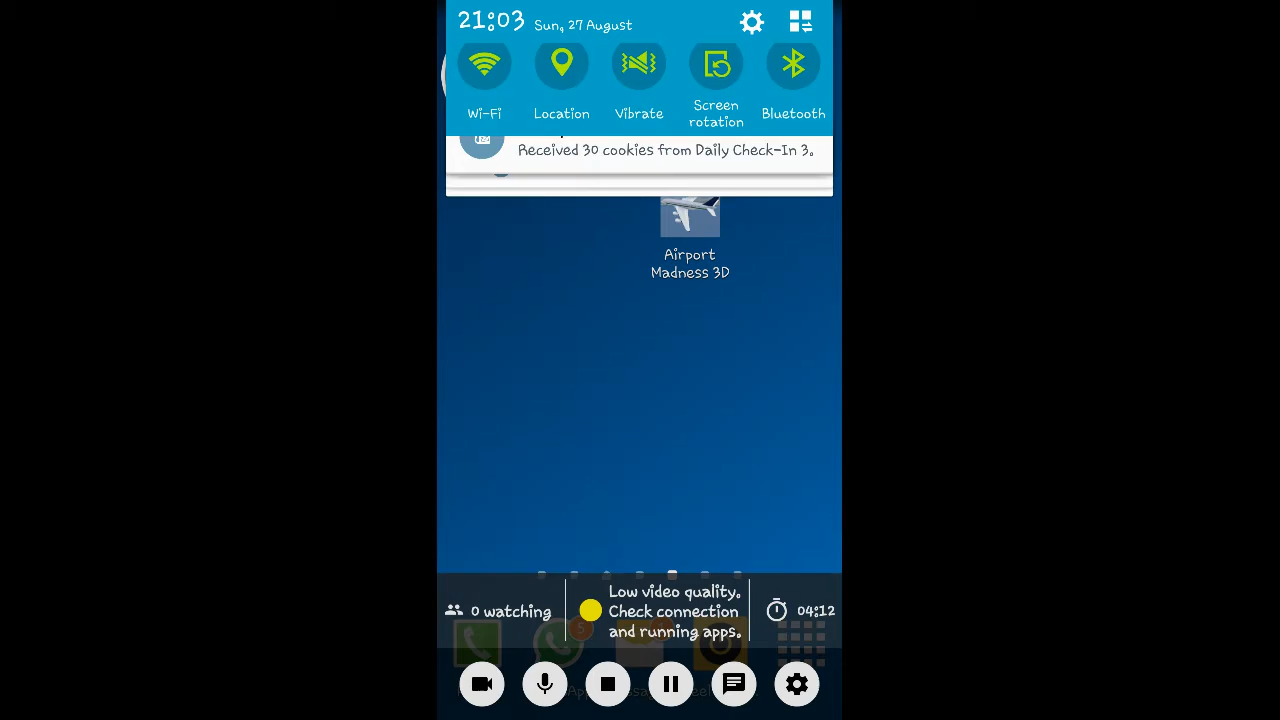 21:03 Sun, 27 August
Wi-Fi
Location
Vibrate
Screen
rotation
Bluetooth
Received 30 cookies from Daily Check-In 3.
Airport
Madness 3D
0 watching
Low video quality.
Check connection
and running apps.
04:12
5